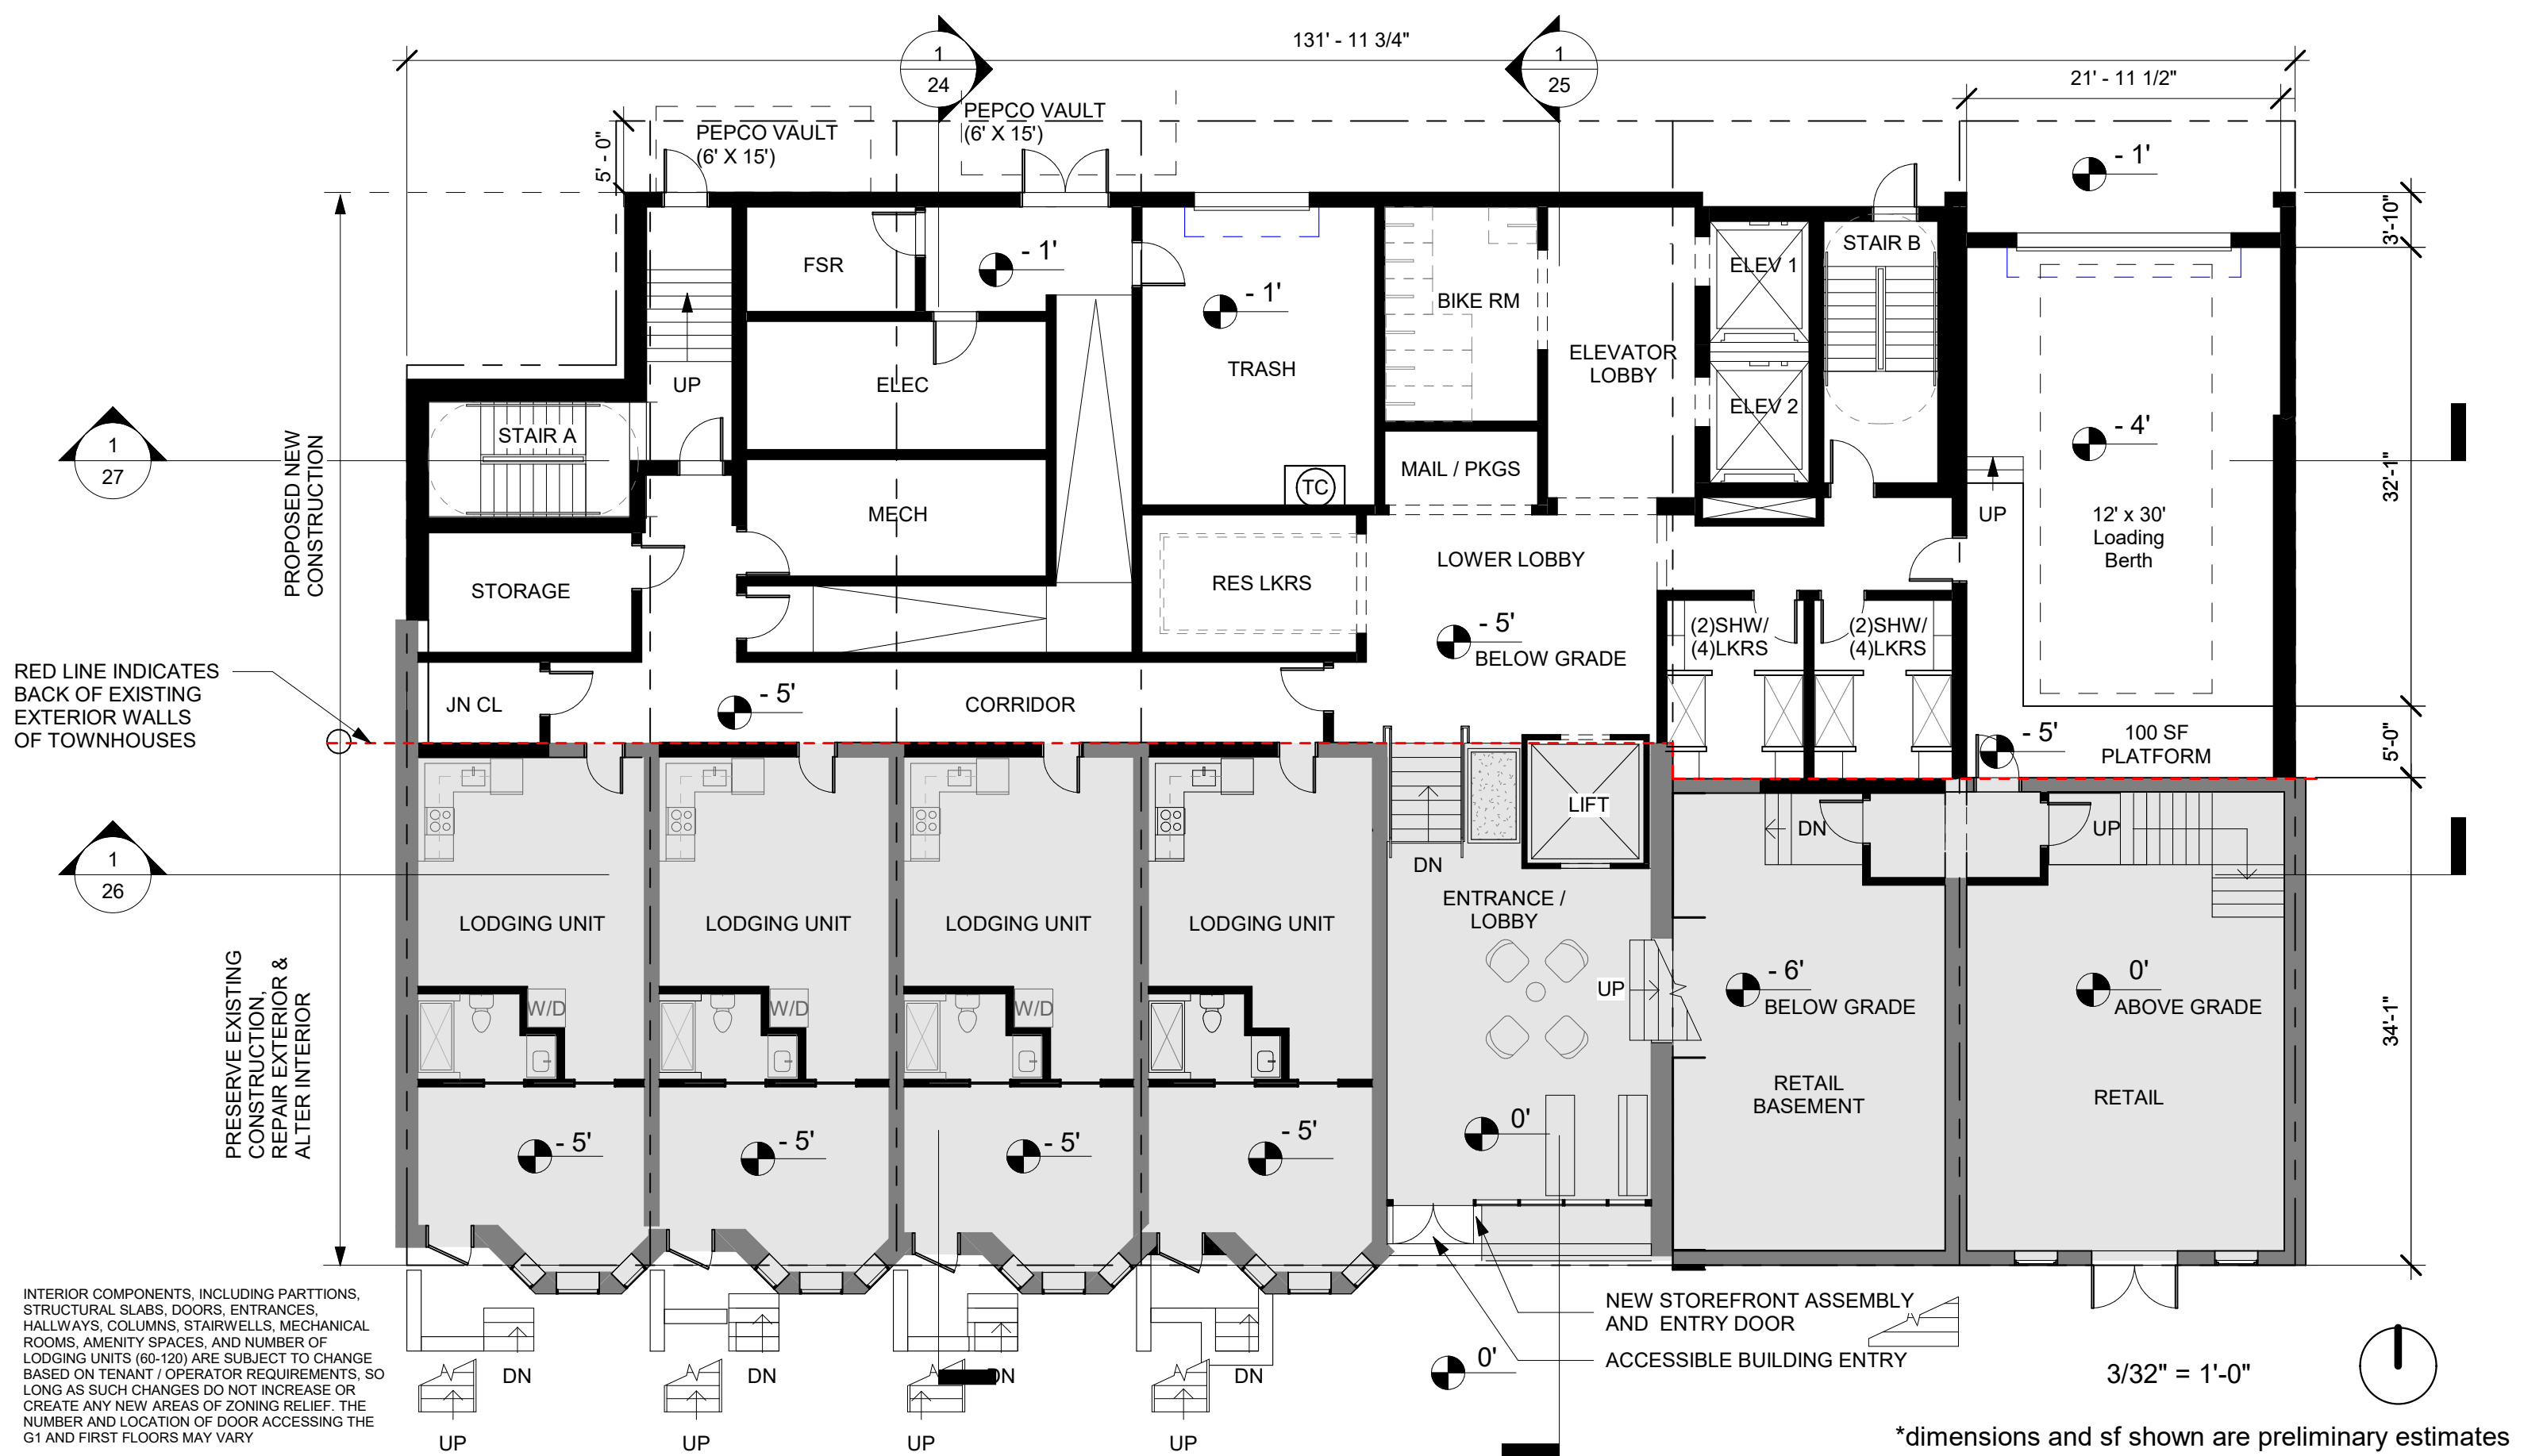 131' - 11 3/4"
1
24
1
25
21' - 11 1/2"
PEPCO VAULT
(6' X 15')
PEPCO VAULT
(6' X 15')
5' - 0"
- 1'
3'-10"
FSR
- 1'
- 1'
BIKE RM
ELEV 1
STAIR B
ELEVATOR
LOBBY
UP
ELEC
TRASH
ELEV 2
- 4'
STAIR A
1
27
PROPOSED NEW
CONSTRUCTION
MAIL / PKGS
TC
MECH
UP
12' x 30'
Loading
Berth
32'-1"
STORAGE
RES LKRS
LOWER LOBBY
- 5'
BELOW GRADE
(2)SHW/
(4)LKRS
(2)SHW/
(4)LKRS
RED LINE INDICATES
BACK OF EXISTING
EXTERIOR WALLS
OF TOWNHOUSES
JN CL
- 5'
CORRIDOR
- 5'
100 SF
PLATFORM
5'-0"
LIFT
DN
DN
UP
1
26
LODGING UNIT
LODGING UNIT
LODGING UNIT
LODGING UNIT
ENTRANCE /
LOBBY
UP
- 6'
BELOW GRADE
0'
ABOVE GRADE
W/D
W/D
W/D
PRESERVE EXISTING
CONSTRUCTION,
REPAIR EXTERIOR &
ALTER INTERIOR
34'-1"
RETAIL
BASEMENT
RETAIL
- 5'
- 5'
- 5'
- 5'
0'
INTERIOR COMPONENTS, INCLUDING PARTTIONS,
STRUCTURAL SLABS, DOORS, ENTRANCES,
HALLWAYS, COLUMNS, STAIRWELLS, MECHANICAL
ROOMS, AMENITY SPACES, AND NUMBER OF
LODGING UNITS (60-120) ARE SUBJECT TO CHANGE
BASED ON TENANT / OPERATOR REQUIREMENTS, SO
LONG AS SUCH CHANGES DO NOT INCREASE OR
CREATE ANY NEW AREAS OF ZONING RELIEF. THE
NUMBER AND LOCATION OF DOOR ACCESSING THE
G1 AND FIRST FLOORS MAY VARY
DN
DN
DN
DN
UP
UP
UP
UP
NEW STOREFRONT ASSEMBLY
AND ENTRY DOOR
ACCESSIBLE BUILDING ENTRY
0'
3/32" = 1'-0"
*dimensions and sf shown are preliminary estimates